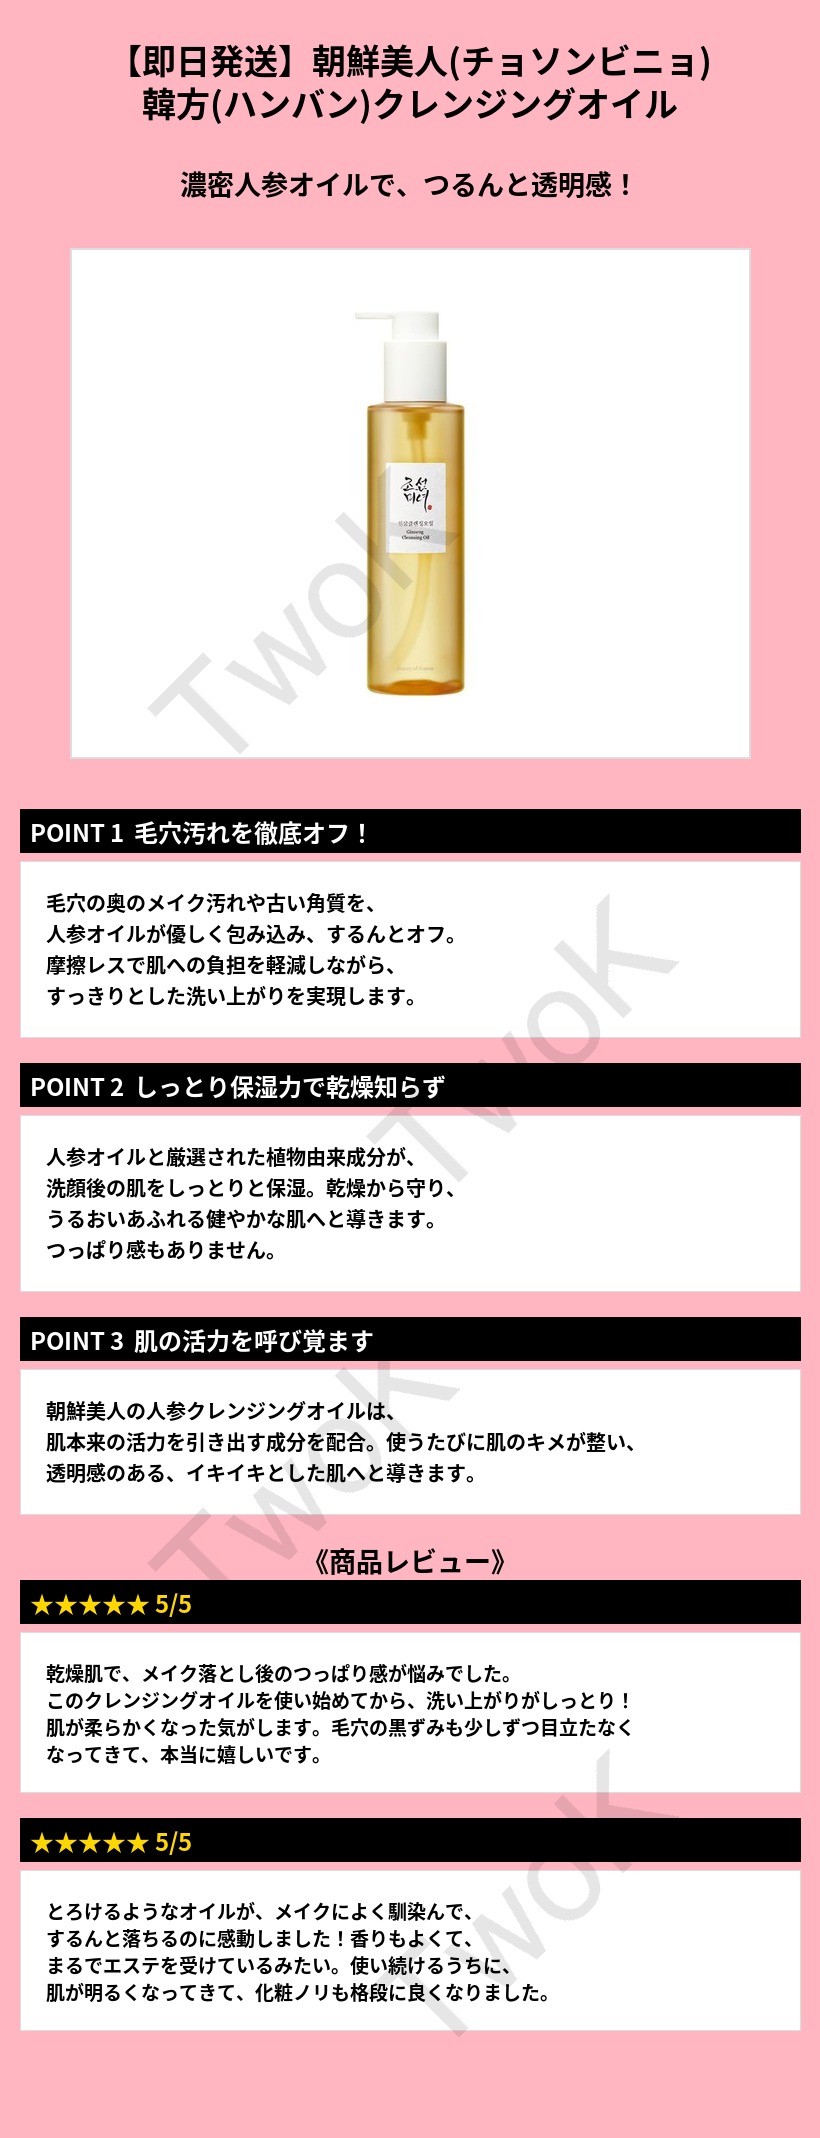 【即日発送】朝鮮美人(チョソンビニョ)
韓方(ハンバン)クレンジングオイル
濃密人参オイルで、つるんと透明感！
조선
미녀
Ginseng
Cleansing Oil
TwoK
POINT 1 毛穴汚れを徹底オフ！
毛穴の奥のメイク汚れや古い角質を、
人参オイルが優しく包み込み、するんとオフ。
摩擦レスで肌への負担を軽減しながら、
すっきりとした洗い上がりを実現します。
TwoK
POINT 2 しっとり保湿力で乾燥知らず
人参オイルと厳選された植物由来成分が、
洗顔後の肌をしっとりと保湿。乾燥から守り、
うるおいあふれる健やかな肌へと導きます。
つっぱり感もありません。
POINT 3 肌の活力を呼び覚ます
朝鮮美人の人参クレンジングオイルは、
肌本来の活力を引き出す成分を配合。使うたびに肌のキメが整い、
透明感のある、イキイキとした肌へと導きます。
TwoK
《商品レビュー》
★★★★★ 5/5
乾燥肌で、メイク落とし後のつっぱり感が悩みでした。
このクレンジングオイルを使い始めてから、洗い上がりがしっとり！
肌が柔らかくなった気がします。毛穴の黒ずみも少しずつ目立たなく
なってきて、本当に嬉しいです。
★★★★★ 5/5
とろけるようなオイルが、メイクによく馴染んで、
するんと落ちるのに感動しました！香りもよくて、
まるでエステを受けているみたい。使い続けるうちに、
肌が明るくなってきて、化粧ノリも格段に良くなりました。
TwoK